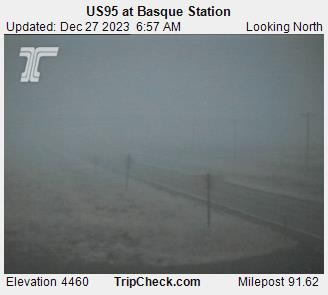 US95 at Basque Station
Updated: Dec 27 2023 6:57 AM Looking North
Elevation 4460 TripCheck.com Milepost 91.62